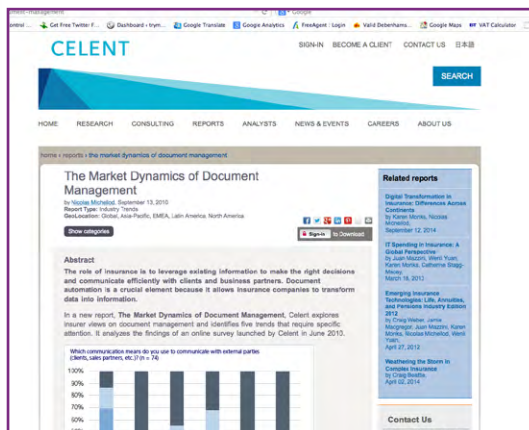 Get Free Twitter F...
Dashboard ‹ trym...
Google Translate
Google Analytics
FreeAgent : Login
Valid Debenhams...
Google Maps
VAT Calculator
CELENT
SIGN-IN BECOME A CLIENT CONTACT US 日本語
SEARCH
HOME RESEARCH CONSULTING REPORTS ANALYSTS NEWS & EVENTS CAREERS ABOUT US
home › reports › the market dynamics of document management
The Market Dynamics of Document
Management
by Nicolas Michellod, September 13, 2010
Report Type: Industry Trends
GeoLocation: Global, Asia-Pacific, EMEA, Latin America, North America
Show categories
Sign-in to Download
Abstract
The role of insurance is to leverage existing information to make the right decisions
and communicate efficiently with clients and business partners. Document
automation is a crucial element because it allows insurance companies to transform
data into information.
In a new report, The Market Dynamics of Document Management, Celent explores
insurer views on document management and identifies five trends that require specific
attention. It analyzes the findings of an online survey launched by Celent in June 2010.
Which communication means do you use to communicate with external parties
(clients, sales partners, etc.)? (n = 74)
100%
90%
80%
70%
60%
50%
Related reports
Digital Transformation in
Insurance: Differences Across
Continents
by Karen Monks, Nicolas
Michellod,
September 12, 2014
IT Spending in Insurance: A
Global Perspective
by Juan Mazzini, Wenli Yuan,
Karen Monks, Catherine Stagg-
Macey,
March 18, 2013
Emerging Insurance
Technologies: Life, Annuities,
and Pensions Industry Edition
2012
by Craig Weber, Jamie
Macgregor, Juan Mazzini, Karen
Monks, Nicolas Michellod, Wenli
Yuan,
April 27, 2012
Weathering the Storm in
Complex Insurance
by Craig Beattie,
April 02, 2014
Contact Us